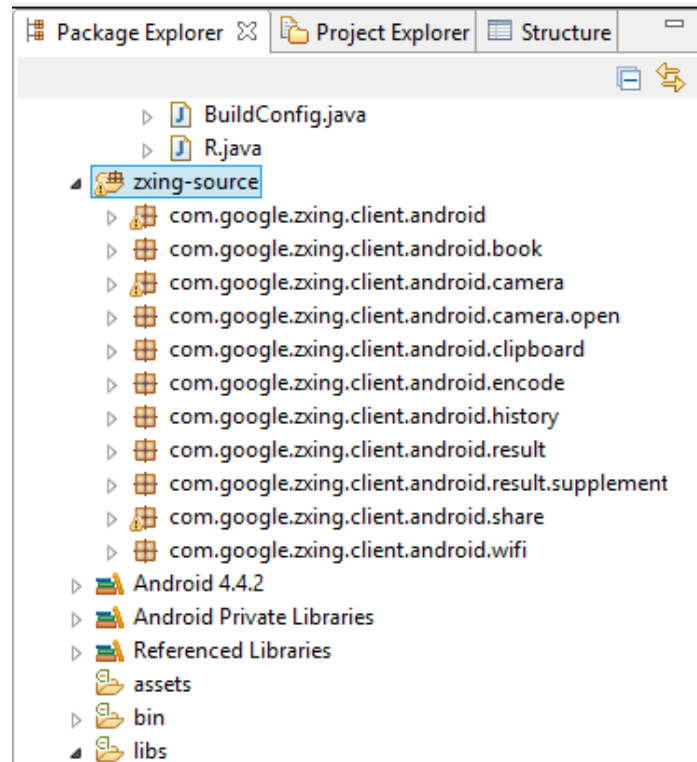 Package Explorer Project Explorer Structure
BuildConfig.java
R.java
zxing-source
com.google.zxing.client.android
com.google.zxing.client.android.book
com.google.zxing.client.android.camera
com.google.zxing.client.android.camera.open
com.google.zxing.client.android.clipboard
com.google.zxing.client.android.encode
com.google.zxing.client.android.history
com.google.zxing.client.android.result
com.google.zxing.client.android.result.supplement
com.google.zxing.client.android.share
com.google.zxing.client.android.wifi
Android 4.4.2
Android Private Libraries
Referenced Libraries
assets
bin
libs